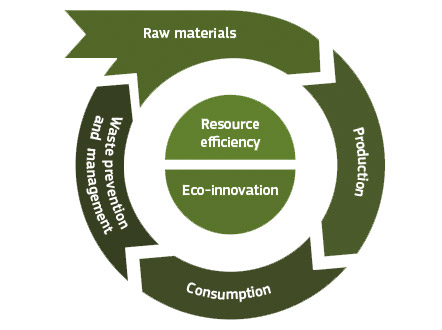 Raw materials
Production
Consumption
Waste prevention
and management
Resource
efficiency
Eco-innovation